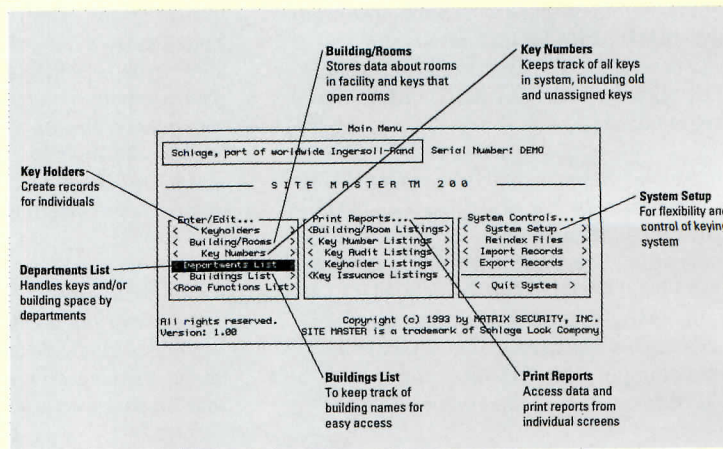 Building/Rooms
Stores data about rooms
in facility and keys that
open rooms
Key Numbers
Keeps track of all keys
in system, including old
and unassigned keys
Key Holders
Create records
for individuals
Departments List
Handles keys and/or
building space by
departments
Main Menu
Schlage, part of worldwide Ingersoll-Rand Serial Number: DEMO
SITE MASTER TM 200
Enter/Edit...
< Keyholders >
< Building/Rooms >
< Key Numbers >
Departments List
< Buildings List >
<Room Functions List>
Print Reports...
<Building/Room Listings>
< Key Number Listings >
< Key Audit Listings >
< Keyholder Listings >
<Key Issuance Listings >
System Controls...
< System Setup >
< Reindex Files >
< Import Records >
< Export Records >
< Quit System >
All rights reserved. Copyright (c) 1993 by MATRIX SECURITY, INC.
Version: 1.00 SITE MASTER is a trademark of Schlage Lock Company
System Setup
For flexibility and
control of keying
system
Buildings List
To keep track of
building names for
easy access
Print Reports
Access data and
print reports from
individual screens